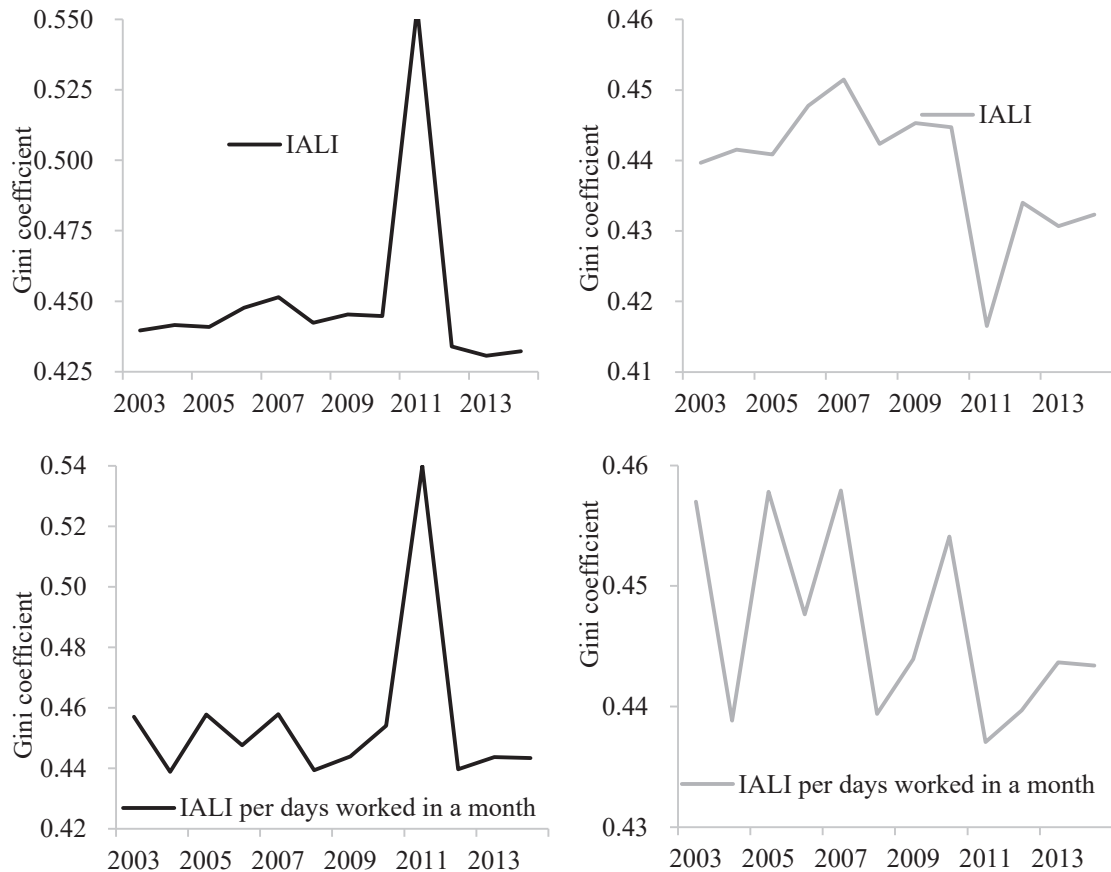 0.550
0.525
0.500
0.475
0.450
0.425
Gini coefficient
IALI
2003 2005 2007 2009 2011 2013
0.46
0.45
0.44
0.43
0.42
0.41
Gini coefficient
IALI
2003 2005 2007 2009 2011 2013
0.54
0.52
0.50
0.48
0.46
0.44
0.42
Gini coefficient
IALI per days worked in a month
2003 2005 2007 2009 2011 2013
0.46
0.45
0.44
0.43
Gini coefficient
IALI per days worked in a month
2003 2005 2007 2009 2011 2013